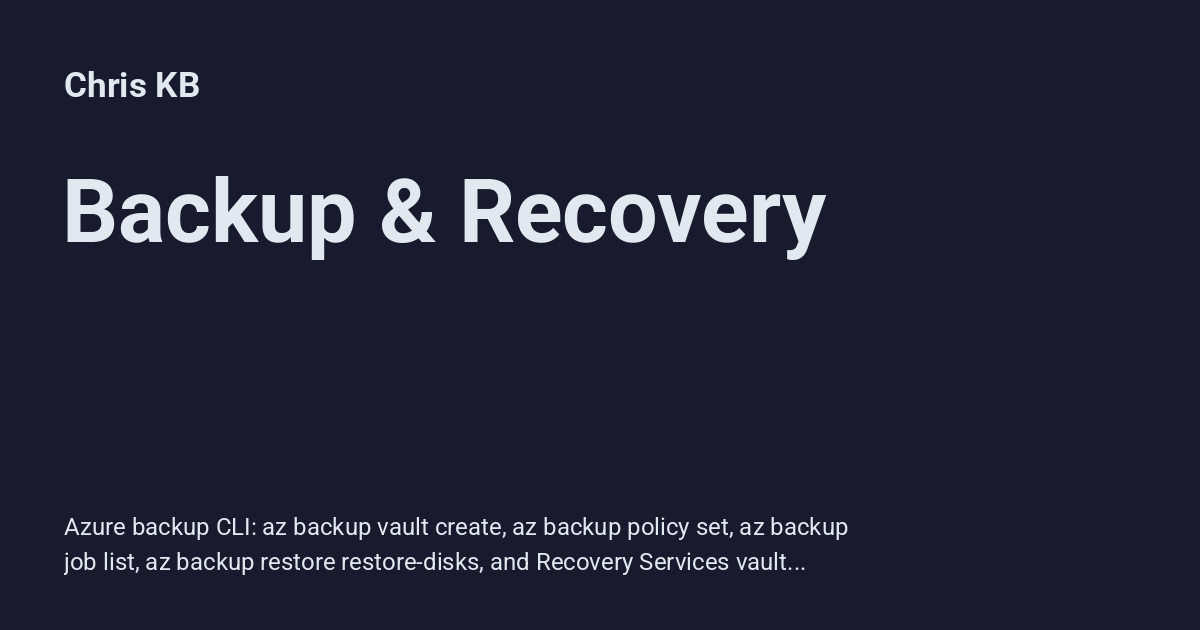 Chris KB
Backup & Recovery
Azure backup CLI: az backup vault create, az backup policy set, az backup
job list, az backup restore restore-disks, and Recovery Services vault...